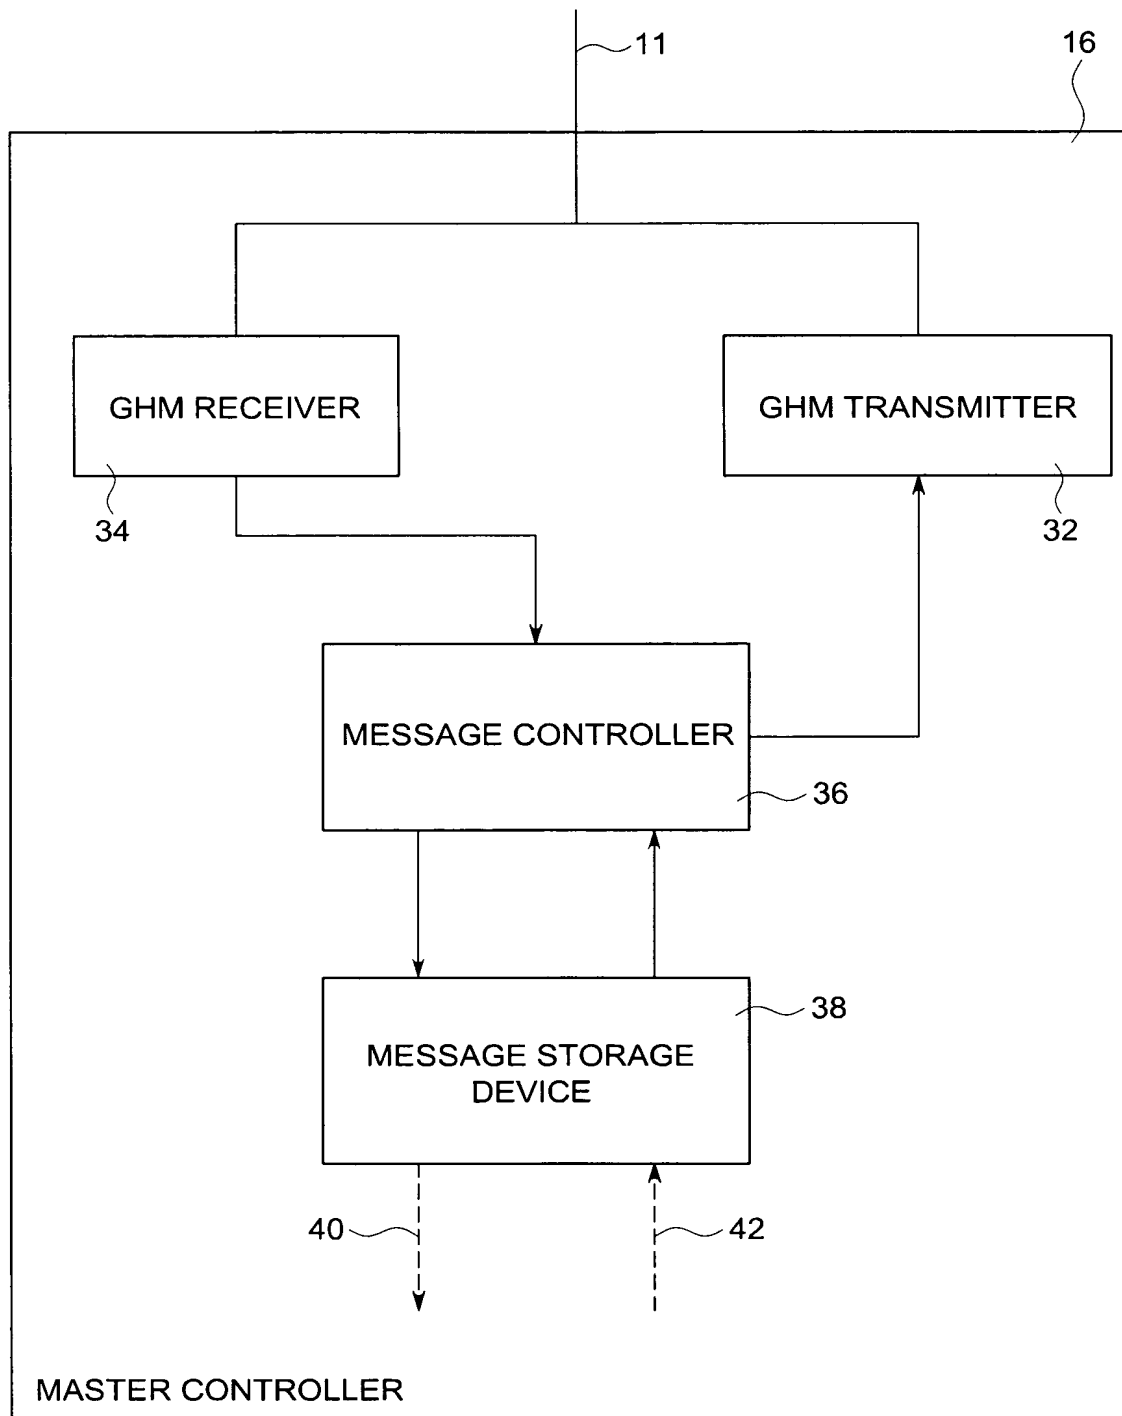 11
16
GHM RECEIVER
GHM TRANSMITTER
34
32
MESSAGE CONTROLLER
36
38
MESSAGE STORAGE
DEVICE
40
42
MASTER CONTROLLER